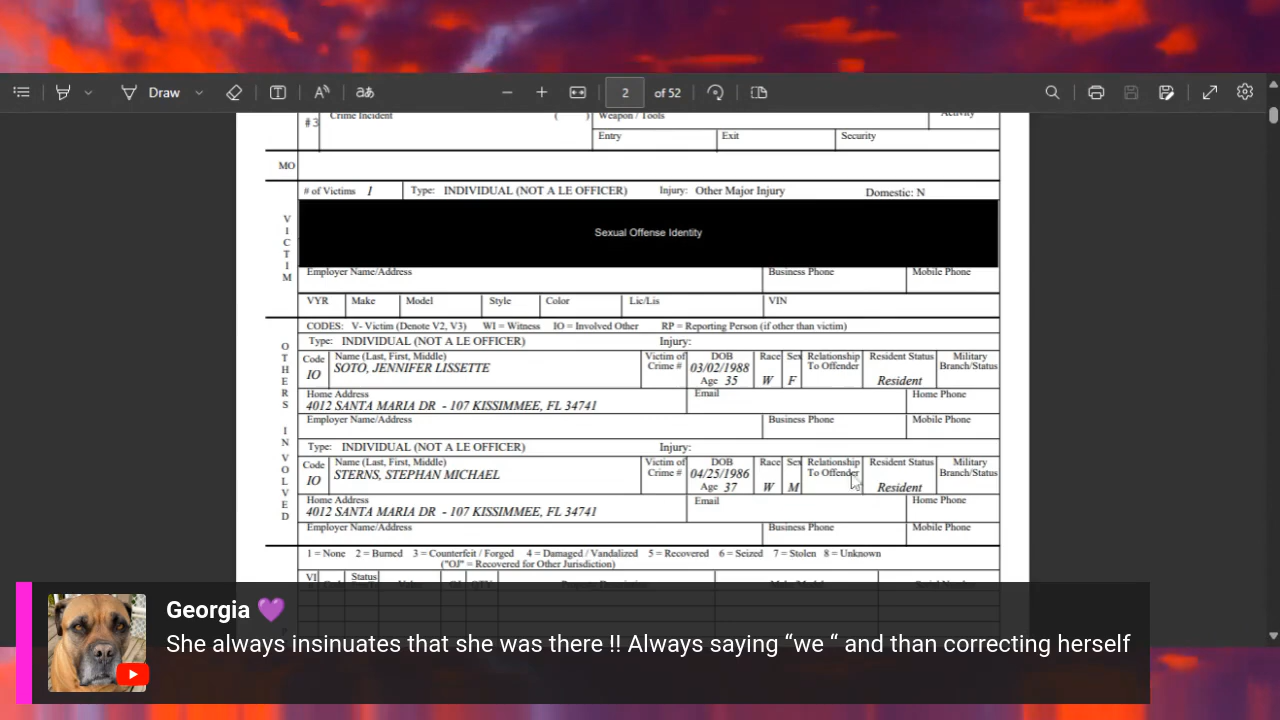 Draw
2 of 52
#3 Crime Incident ( ) Weapon / Tools Activity
Entry Exit Security
MO
# of Victims 1 Type: INDIVIDUAL (NOT A LE OFFICER) Injury: Other Major Injury Domestic: N
VICTIM
Sexual Offense Identity
Employer Name/Address Business Phone Mobile Phone
VYR Make Model Style Color Lic/Lis VIN
OTHERS INVOLVED
CODES: V- Victim (Denote V2, V3) WI = Witness IO = Involved Other RP = Reporting Person (if other than victim)
Type: INDIVIDUAL (NOT A LE OFFICER) Injury:
Code Name (Last, First, Middle) Victim of Crime # DOB Race Sex Relationship To Offender Resident Status Military Branch/Status
IO SOTO, JENNIFER LISSETTE 03/02/1988 Age 35 W F Resident
Home Address Email Home Phone
4012 SANTA MARIA DR - 107 KISSIMMEE, FL 34741
Employer Name/Address Business Phone Mobile Phone
Type: INDIVIDUAL (NOT A LE OFFICER) Injury:
Code Name (Last, First, Middle) Victim of Crime # DOB Race Sex Relationship To Offender Resident Status Military Branch/Status
IO STERNS, STEPHAN MICHAEL 04/25/1986 Age 37 W M Resident
Home Address Email Home Phone
4012 SANTA MARIA DR - 107 KISSIMMEE, FL 34741
Employer Name/Address Business Phone Mobile Phone
1 = None 2 = Burned 3 = Counterfeit / Forged 4 = Damaged / Vandalized 5 = Recovered 6 = Seized 7 = Stolen 8 = Unknown
("OJ" = Recovered for Other Jurisdiction)
VI Status
Georgia 💜
She always insinuates that she was there !! Always saying “we “ and than correcting herself